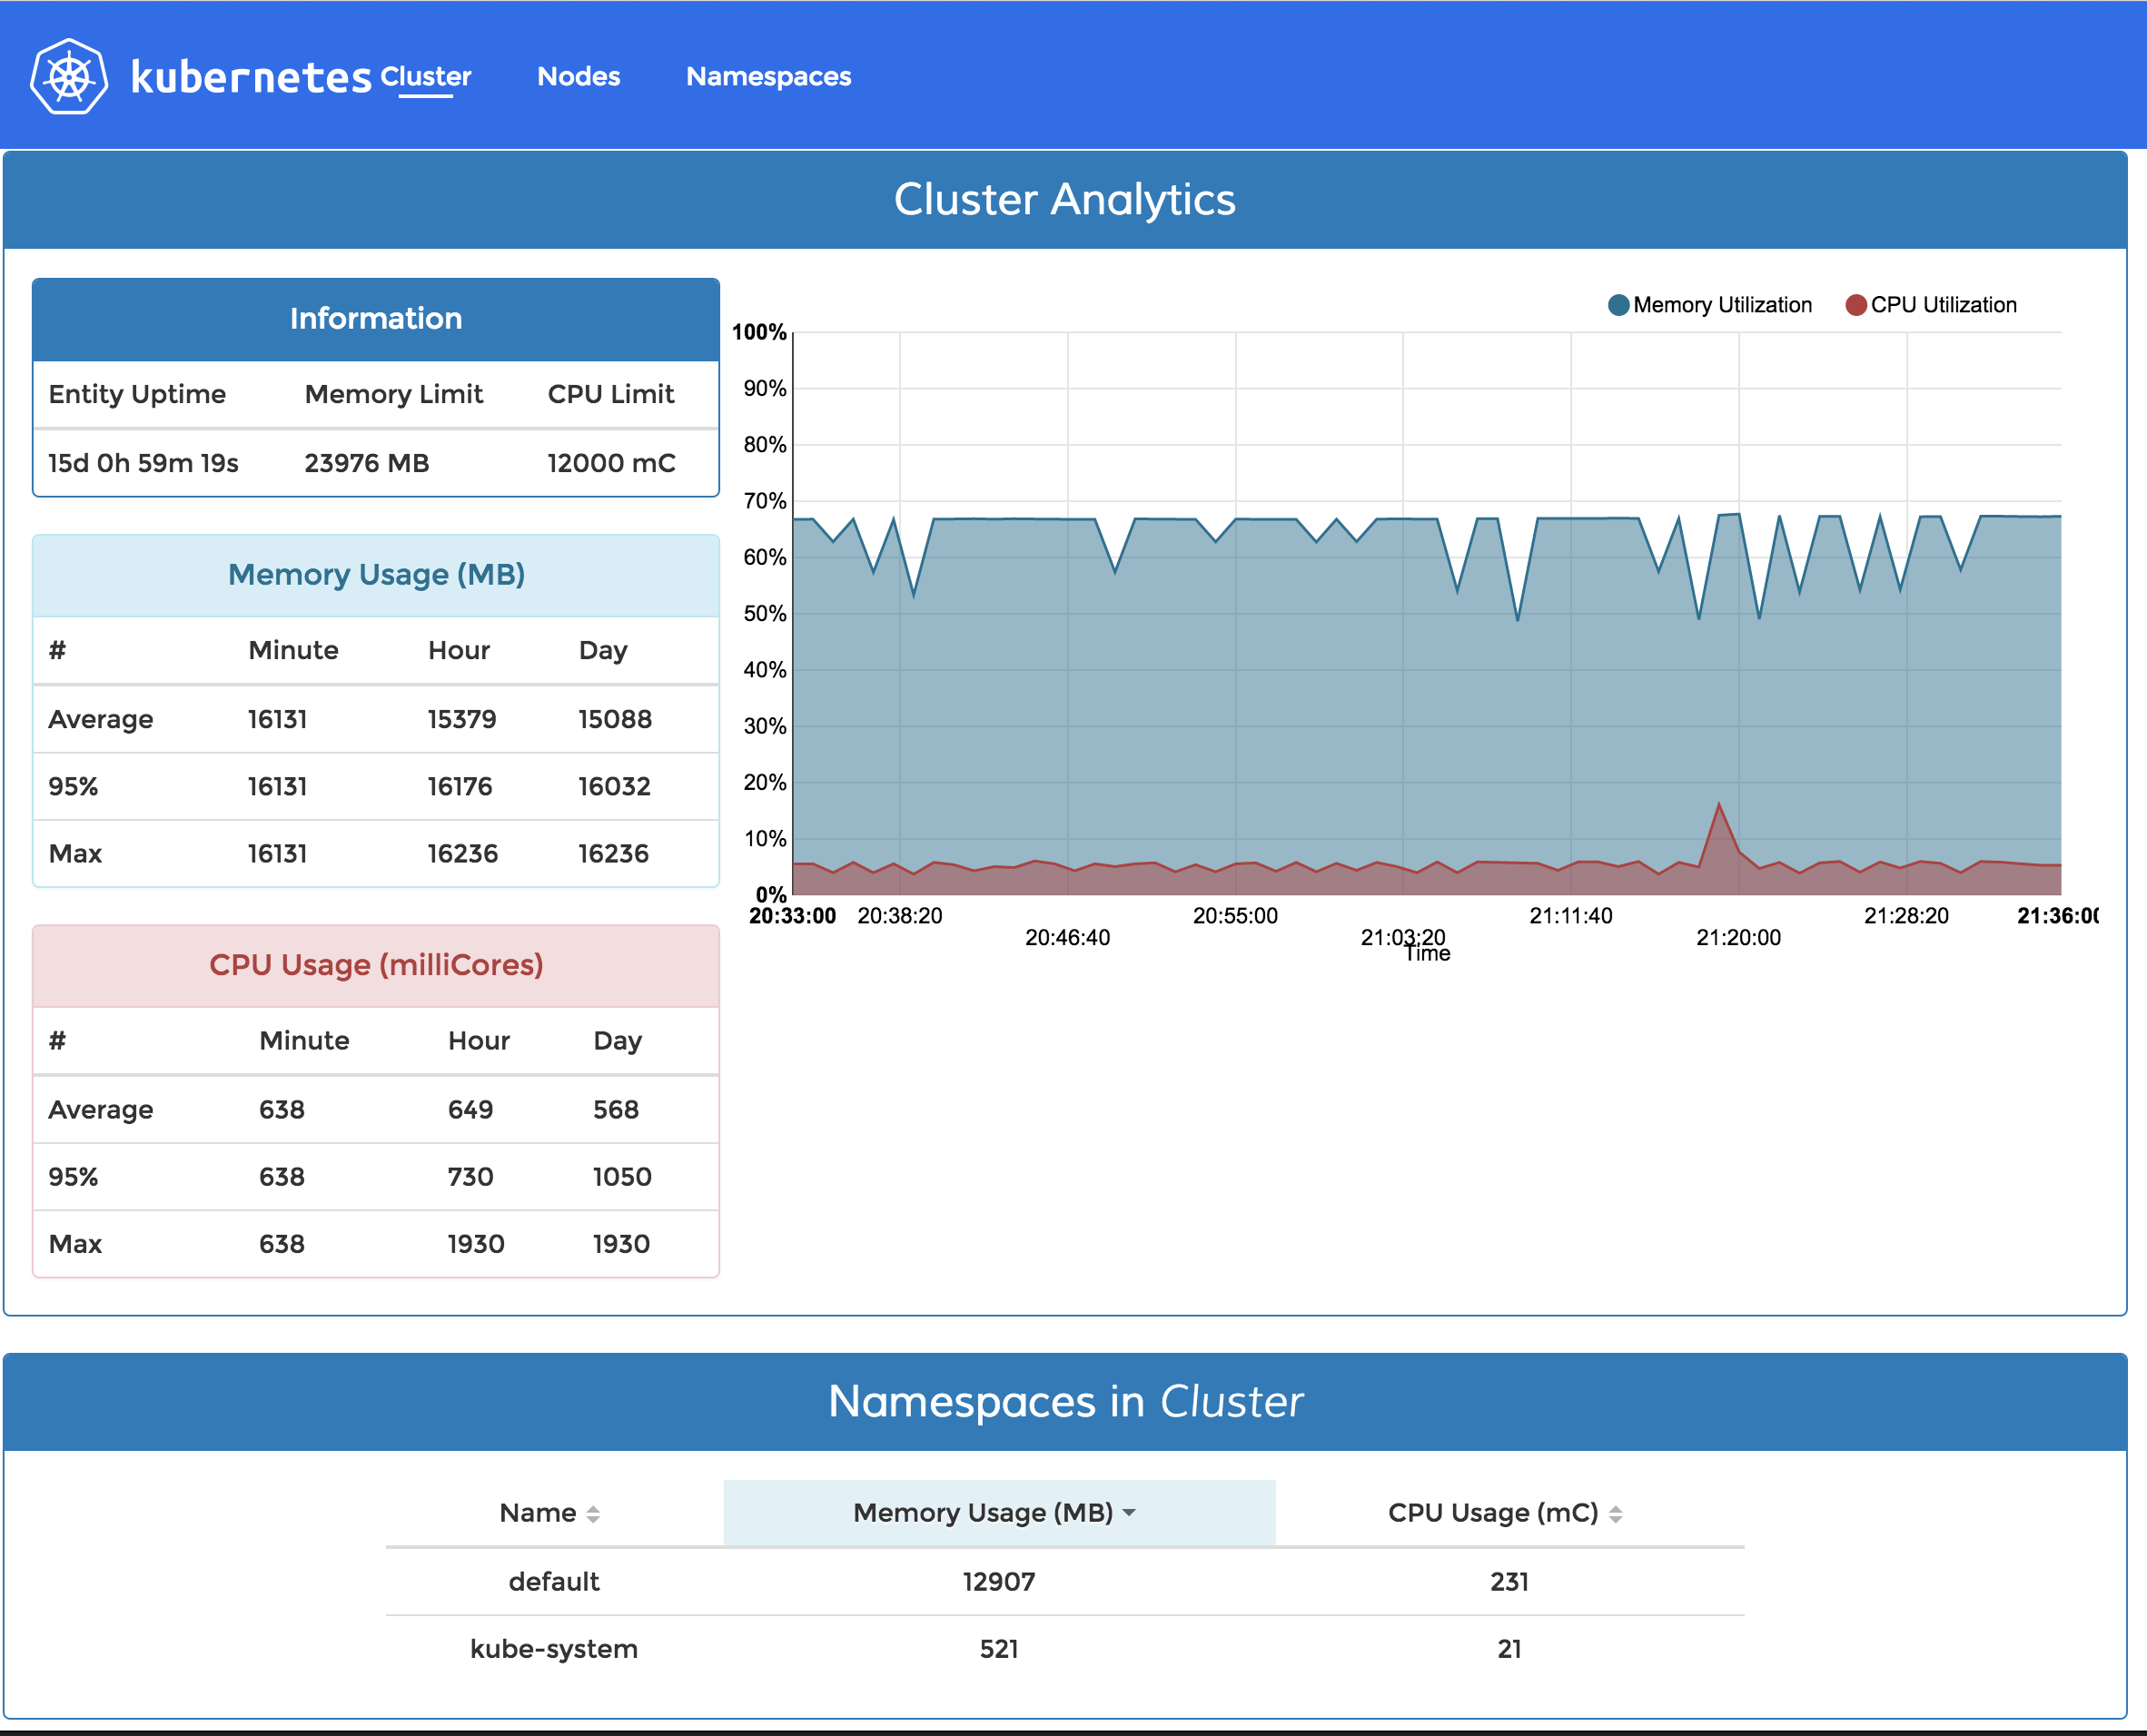 kubernetes Cluster Nodes Namespaces
Cluster Analytics
Information
Entity Uptime Memory Limit CPU Limit
15d 0h 59m 19s 23976 MB 12000 mC
Memory Usage (MB)
# Minute Hour Day
Average 16131 15379 15088
95% 16131 16176 16032
Max 16131 16236 16236
CPU Usage (milliCores)
# Minute Hour Day
Average 638 649 568
95% 638 730 1050
Max 638 1930 1930
Memory Utilization CPU Utilization
100%
90%
80%
70%
60%
50%
40%
30%
20%
10%
0%
20:33:00 20:38:20 20:55:00 21:11:40 21:28:20 21:36:00
20:46:40 21:03:20 21:20:00
Time
Namespaces in Cluster
Name Memory Usage (MB) CPU Usage (mC)
default 12907 231
kube-system 521 21